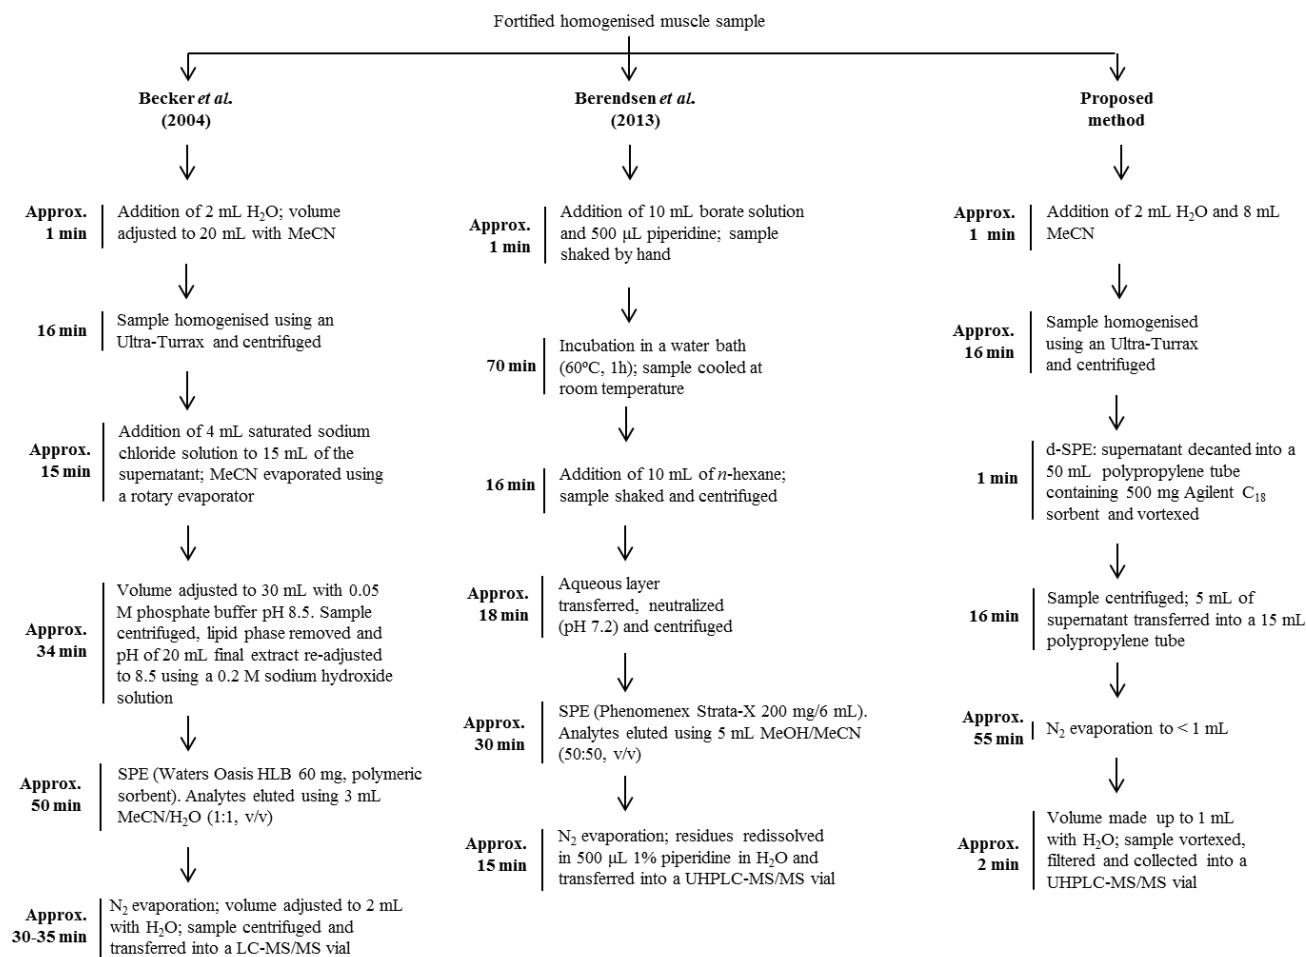 Fortified homogenised muscle sample
Becker et al.
(2004)
Approx.
1 min
Addition of 2 mL H₂O; volume
adjusted to 20 mL with MeCN
16 min
Sample homogenised using an
Ultra-Turrax and centrifuged
Approx.
15 min
Addition of 4 mL saturated sodium
chloride solution to 15 mL of the
supernatant; MeCN evaporated using
a rotary evaporator
Approx.
34 min
Volume adjusted to 30 mL with 0.05
M phosphate buffer pH 8.5. Sample
centrifuged, lipid phase removed and
pH of 20 mL final extract re-adjusted
to 8.5 using a 0.2 M sodium hydroxide
solution
Approx.
50 min
SPE (Waters Oasis HLB 60 mg, polymeric
sorbent). Analytes eluted using 3 mL
MeCN/H₂O (1:1, v/v)
Approx.
30-35 min
N₂ evaporation; volume adjusted to 2 mL
with H₂O; sample centrifuged and
transferred into a LC-MS/MS vial
Berendsen et al.
(2013)
Approx.
1 min
Addition of 10 mL borate solution
and 500 µL piperidine; sample
shaked by hand
70 min
Incubation in a water bath
(60ºC, 1h); sample cooled at
room temperature
16 min
Addition of 10 mL of n-hexane;
sample shaked and centrifuged
Approx.
18 min
Aqueous layer
transferred, neutralized
(pH 7.2) and centrifuged
Approx.
30 min
SPE (Phenomenex Strata-X 200 mg/6 mL).
Analytes eluted using 5 mL MeOH/MeCN
(50:50, v/v)
Approx.
15 min
N₂ evaporation; residues redissolved
in 500 µL 1% piperidine in H₂O and
transferred into a UHPLC-MS/MS vial
Proposed
method
Approx.
1 min
Addition of 2 mL H₂O and 8 mL
MeCN
Approx.
16 min
Sample homogenised
using an Ultra-Turrax
and centrifuged
1 min
d-SPE: supernatant decanted into a
50 mL polypropylene tube
containing 500 mg Agilent C₁₈
sorbent and vortexed
16 min
Sample centrifuged; 5 mL of
supernatant transferred into a 15 mL
polypropylene tube
Approx.
55 min
N₂ evaporation to < 1 mL
Approx.
2 min
Volume made up to 1 mL
with H₂O; sample vortexed,
filtered and collected into a
UHPLC-MS/MS vial